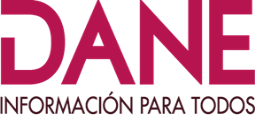 DANE
INFORMACIÓN PARA TODOS